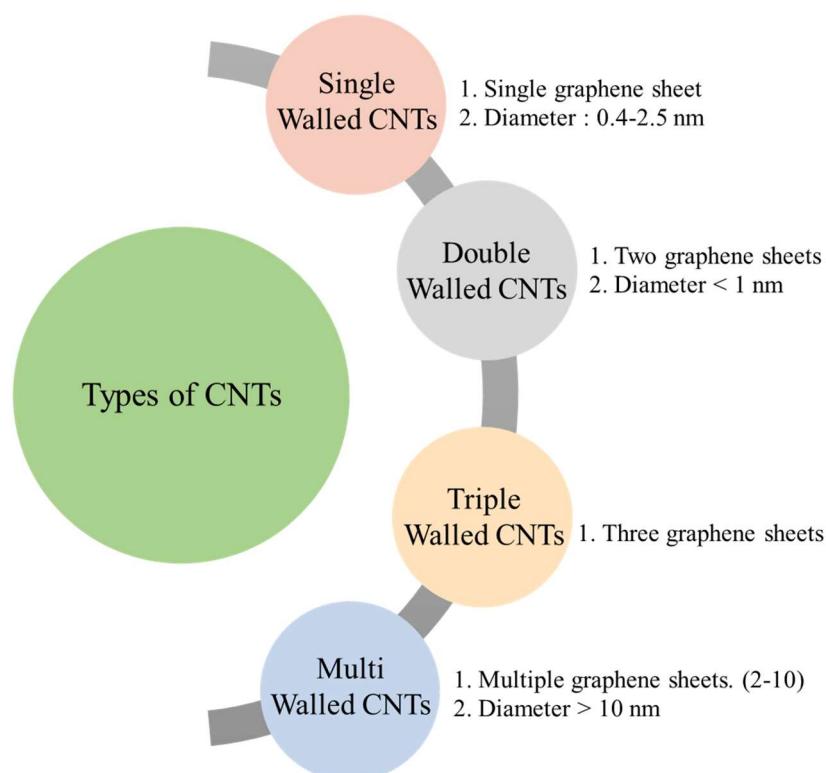 Single
Walled CNTs
1. Single graphene sheet
2. Diameter : 0.4-2.5 nm
Double
Walled CNTs
1. Two graphene sheets
2. Diameter < 1 nm
Types of CNTs
Triple
Walled CNTs
1. Three graphene sheets
Multi
Walled CNTs
1. Multiple graphene sheets. (2-10)
2. Diameter > 10 nm